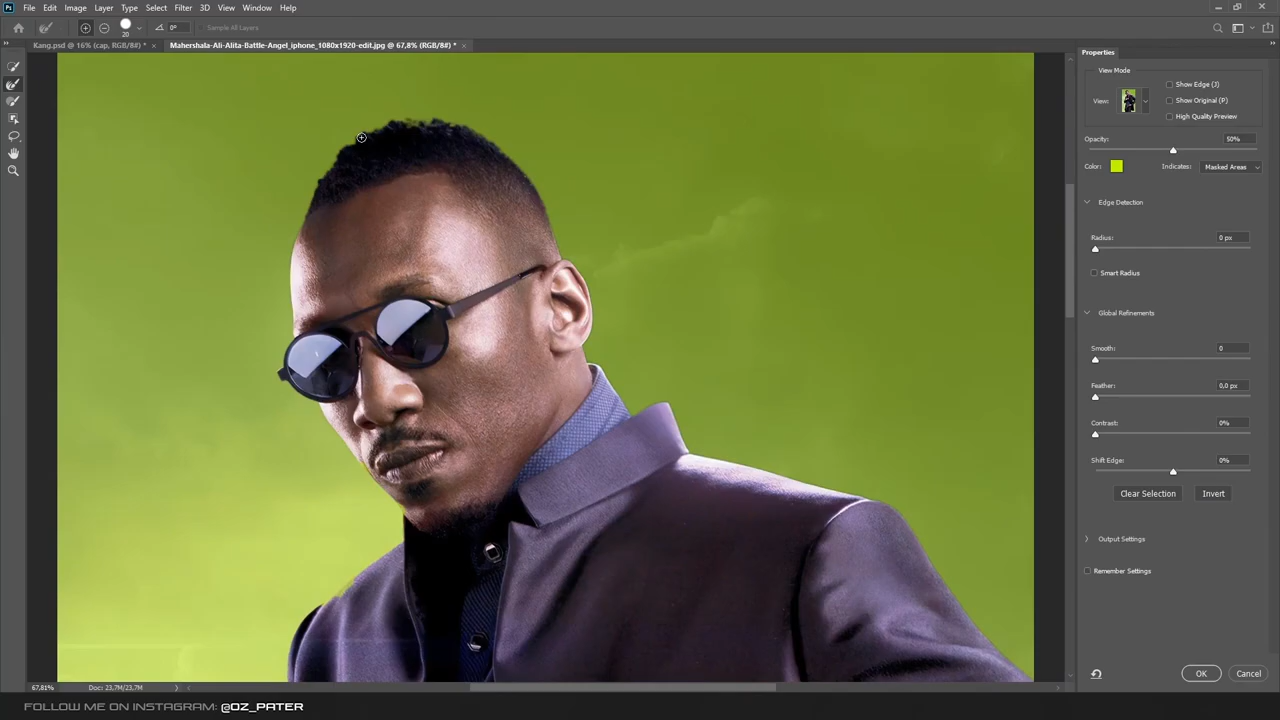 Ps File Edit Image Layer Type Select Filter 3D View Window Help
20 0° Sample All Layers
Kang.psd @ 16% (cap, RGB/8#) * × Mahershala-Ali-Alita-Battle-Angel_iphone_1080x1920-edit.jpg @ 67,8% (RGB/8#) * ×
Properties
View Mode
View:
Show Edge (J)
Show Original (P)
High Quality Preview
Opacity: 50%
Color: Indicates: Masked Areas
Edge Detection
Radius: 0 px
Smart Radius
Global Refinements
Smooth: 0
Feather: 0,0 px
Contrast: 0%
Shift Edge: 0%
Clear Selection Invert
Output Settings
Remember Settings
OK Cancel
67,81% Doc: 23,7M/23,7M
FOLLOW ME ON INSTAGRAM: @OZ_PATER